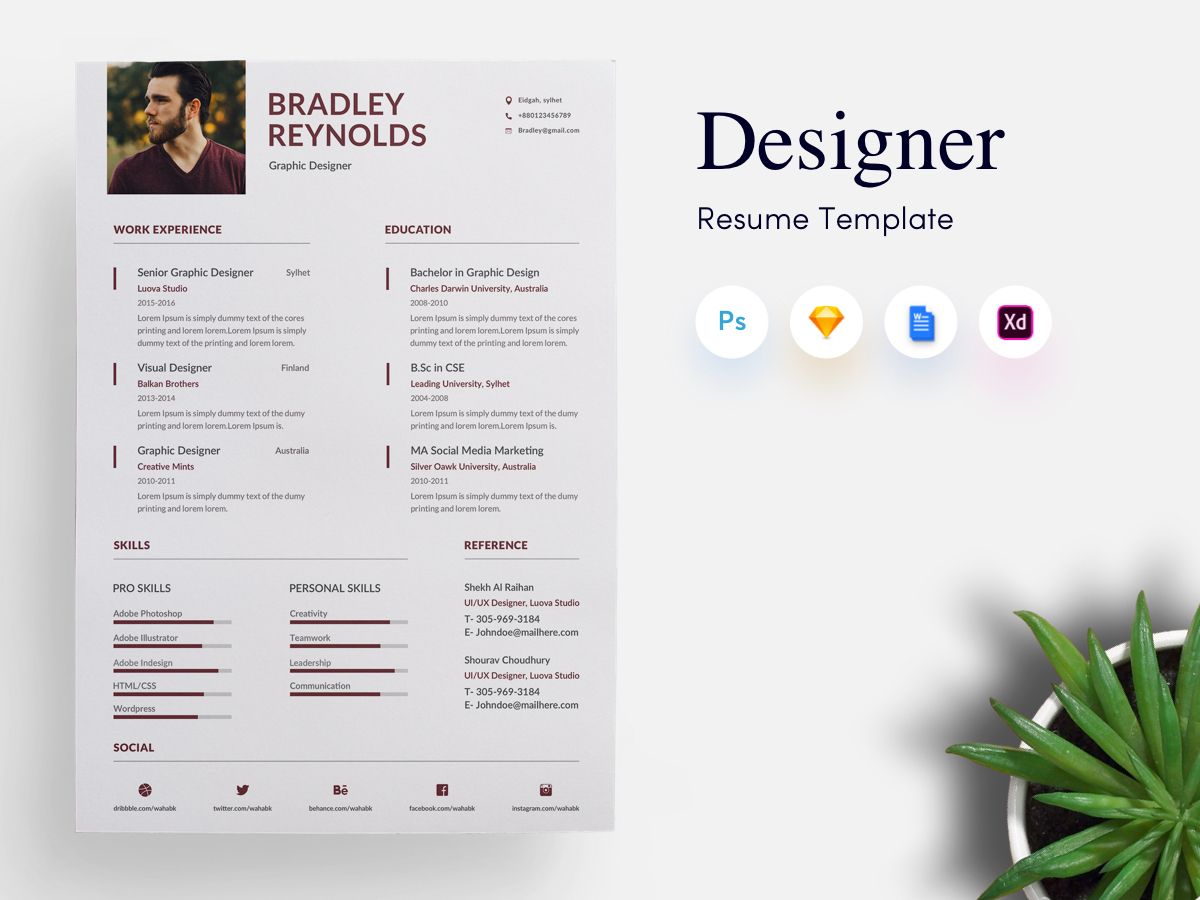 BRADLEY
REYNOLDS
Graphic Designer
Eidgah, sylhet
+880123456789
Bradley@gmail.com
WORK EXPERIENCE
Senior Graphic Designer Sylhet
Luova Studio
2015-2016
Lorem Ipsum is simply dummy text of the cores
printing and lorem lorem.Lorem Ipsum is simply
dummy text of the printing and lorem lorem.
Visual Designer Finland
Balkan Brothers
2013-2014
Lorem Ipsum is simply dummy text of the dumy
printing and lorem lorem.Lorem Ipsum is.
Graphic Designer Australia
Creative Mints
2010-2011
Lorem Ipsum is simply dummy text of the dumy
printing and lorem lorem.
EDUCATION
Bachelor in Graphic Design
Charles Darwin University, Australia
2008-2010
Lorem Ipsum is simply dummy text of the cores
printing and lorem lorem.Lorem Ipsum is simply
dummy text of the printing and lorem lorem.
B.Sc in CSE
Leading University, Sylhet
2004-2008
Lorem Ipsum is simply dummy text of the dumy
printing and lorem lorem.Lorem Ipsum is.
MA Social Media Marketing
Silver Oawk University, Australia
2010-2011
Lorem Ipsum is simply dummy text of the dumy
printing and lorem lorem.
SKILLS
PRO SKILLS
Adobe Photoshop
Adobe Illustrator
Adobe Indesign
HTML/CSS
Wordpress
PERSONAL SKILLS
Creativity
Teamwork
Leadership
Communication
REFERENCE
Shekh Al Raihan
UI/UX Designer, Luova Studio
T- 305-969-3184
E- Johndoe@mailhere.com
Shourav Choudhury
UI/UX Designer, Luova Studio
T- 305-969-3184
E- Johndoe@mailhere.com
SOCIAL
Bē
dribbble.com/wahabk
twitter.com/wahabk
behance.com/wahabk
facebook.com/wahabk
instagram.com/wahabk
Designer
Resume Template
Ps
W
Xd